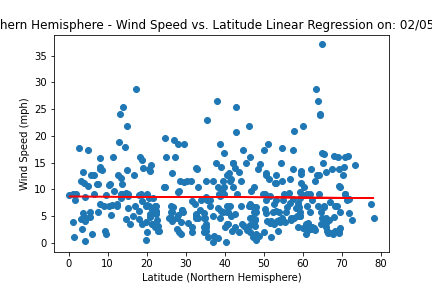 hern Hemisphere - Wind Speed vs. Latitude Linear Regression on: 02/05
35
30
25
20
15
10
5
0
Wind Speed (mph)
0 10 20 30 40 50 60 70 80
Latitude (Northern Hemisphere)